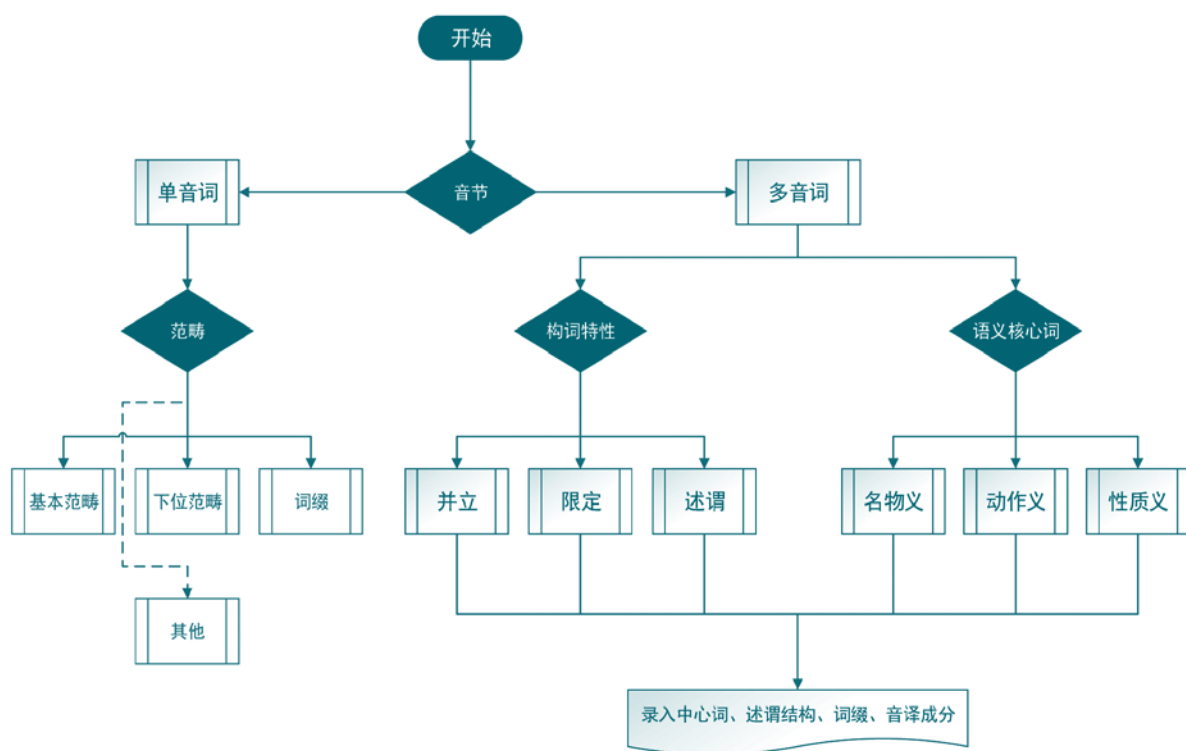 开始
单音词
音节
多音词
范畴
构词特性
语义核心词
基本范畴
下位范畴
词缀
并立
限定
述谓
名物义
动作义
性质义
其他
录入中心词、述谓结构、词缀、音译成分